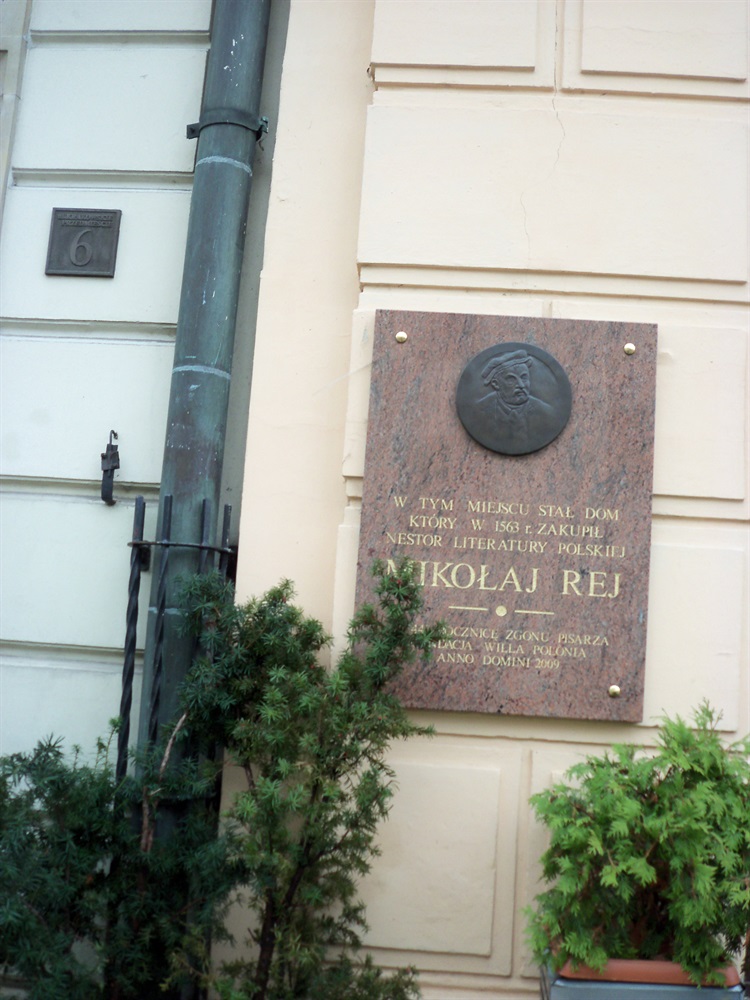 6
W TYM MIEJSCU STAŁ DOM
KTÓRY W 1563 r. ZAKUPIŁ
NESTOR LITERATURY POLSKIEJ
MIKOŁAJ REJ
ZGONU PISARZA
WILLA POLONIA
ANNO DOMINI 2009